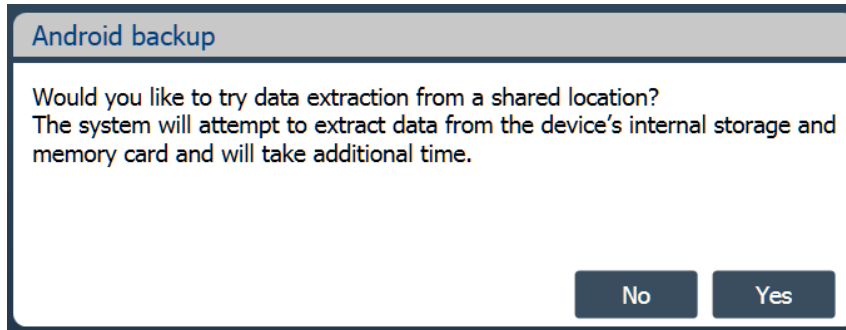 Android backup
Would you like to try data extraction from a shared location?
The system will attempt to extract data from the device’s internal storage and
memory card and will take additional time.
No
Yes